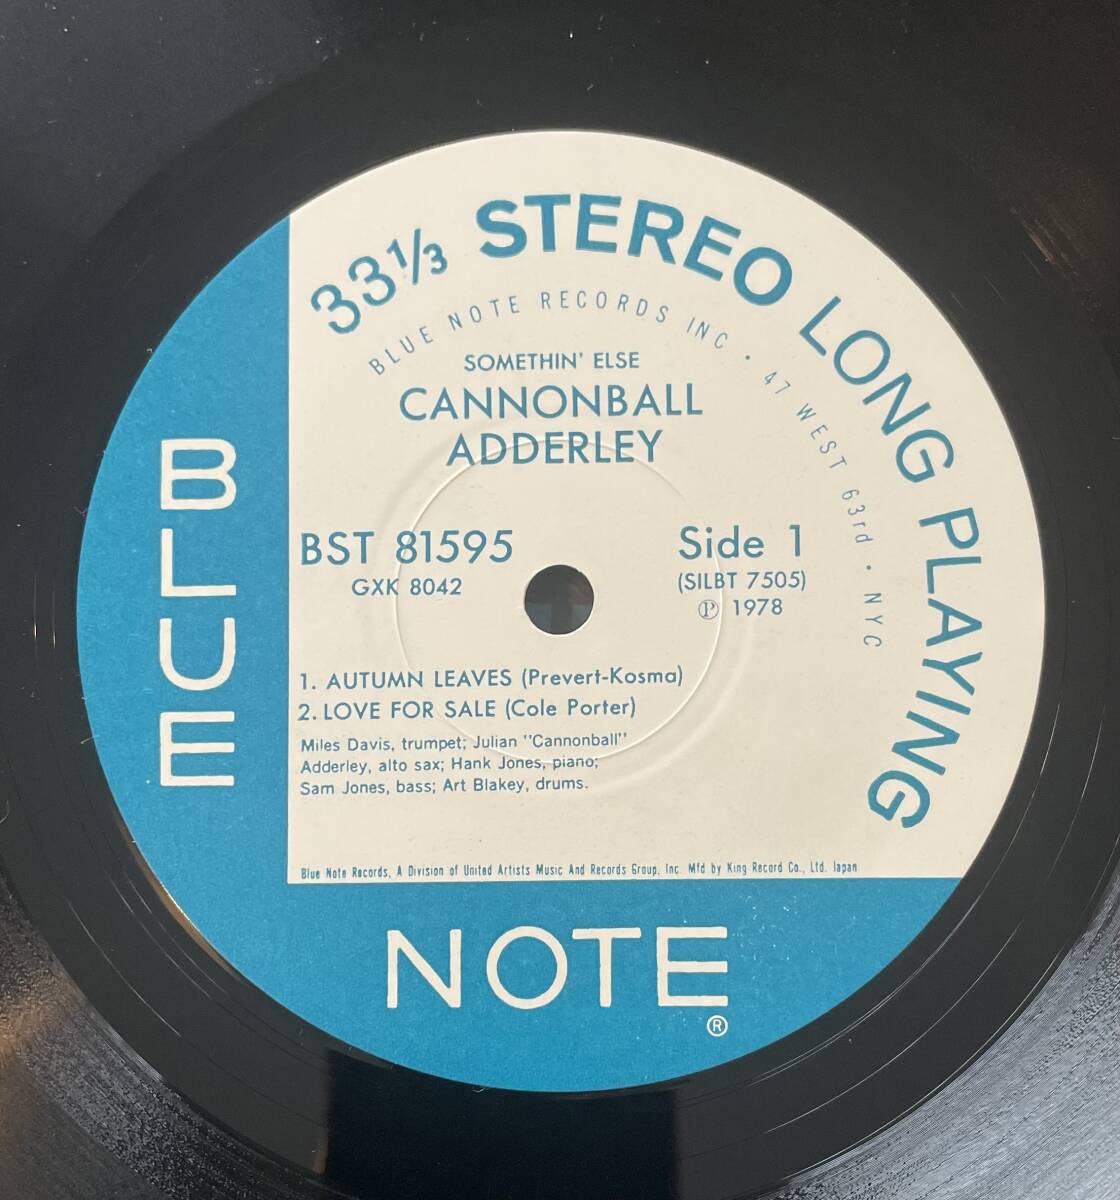 33 1/3 STEREO LONG PLAYING
BLUE NOTE RECORDS INC · 47 WEST 63rd · NYC
SOMETHIN' ELSE
CANNONBALL
ADDERLEY
BST 81595
GXK 8042
Side 1
(SILBT 7505)
Ⓟ 1978
1. AUTUMN LEAVES (Prevert-Kosma)
2. LOVE FOR SALE (Cole Porter)
Miles Davis, trumpet; Julian "Cannonball"
Adderley, alto sax; Hank Jones, piano;
Sam Jones, bass; Art Blakey, drums.
Blue Note Records, A Division of United Artists Music And Records Group, Inc. Mfd by King Record Co., Ltd. Japan
BLUE
NOTE
®